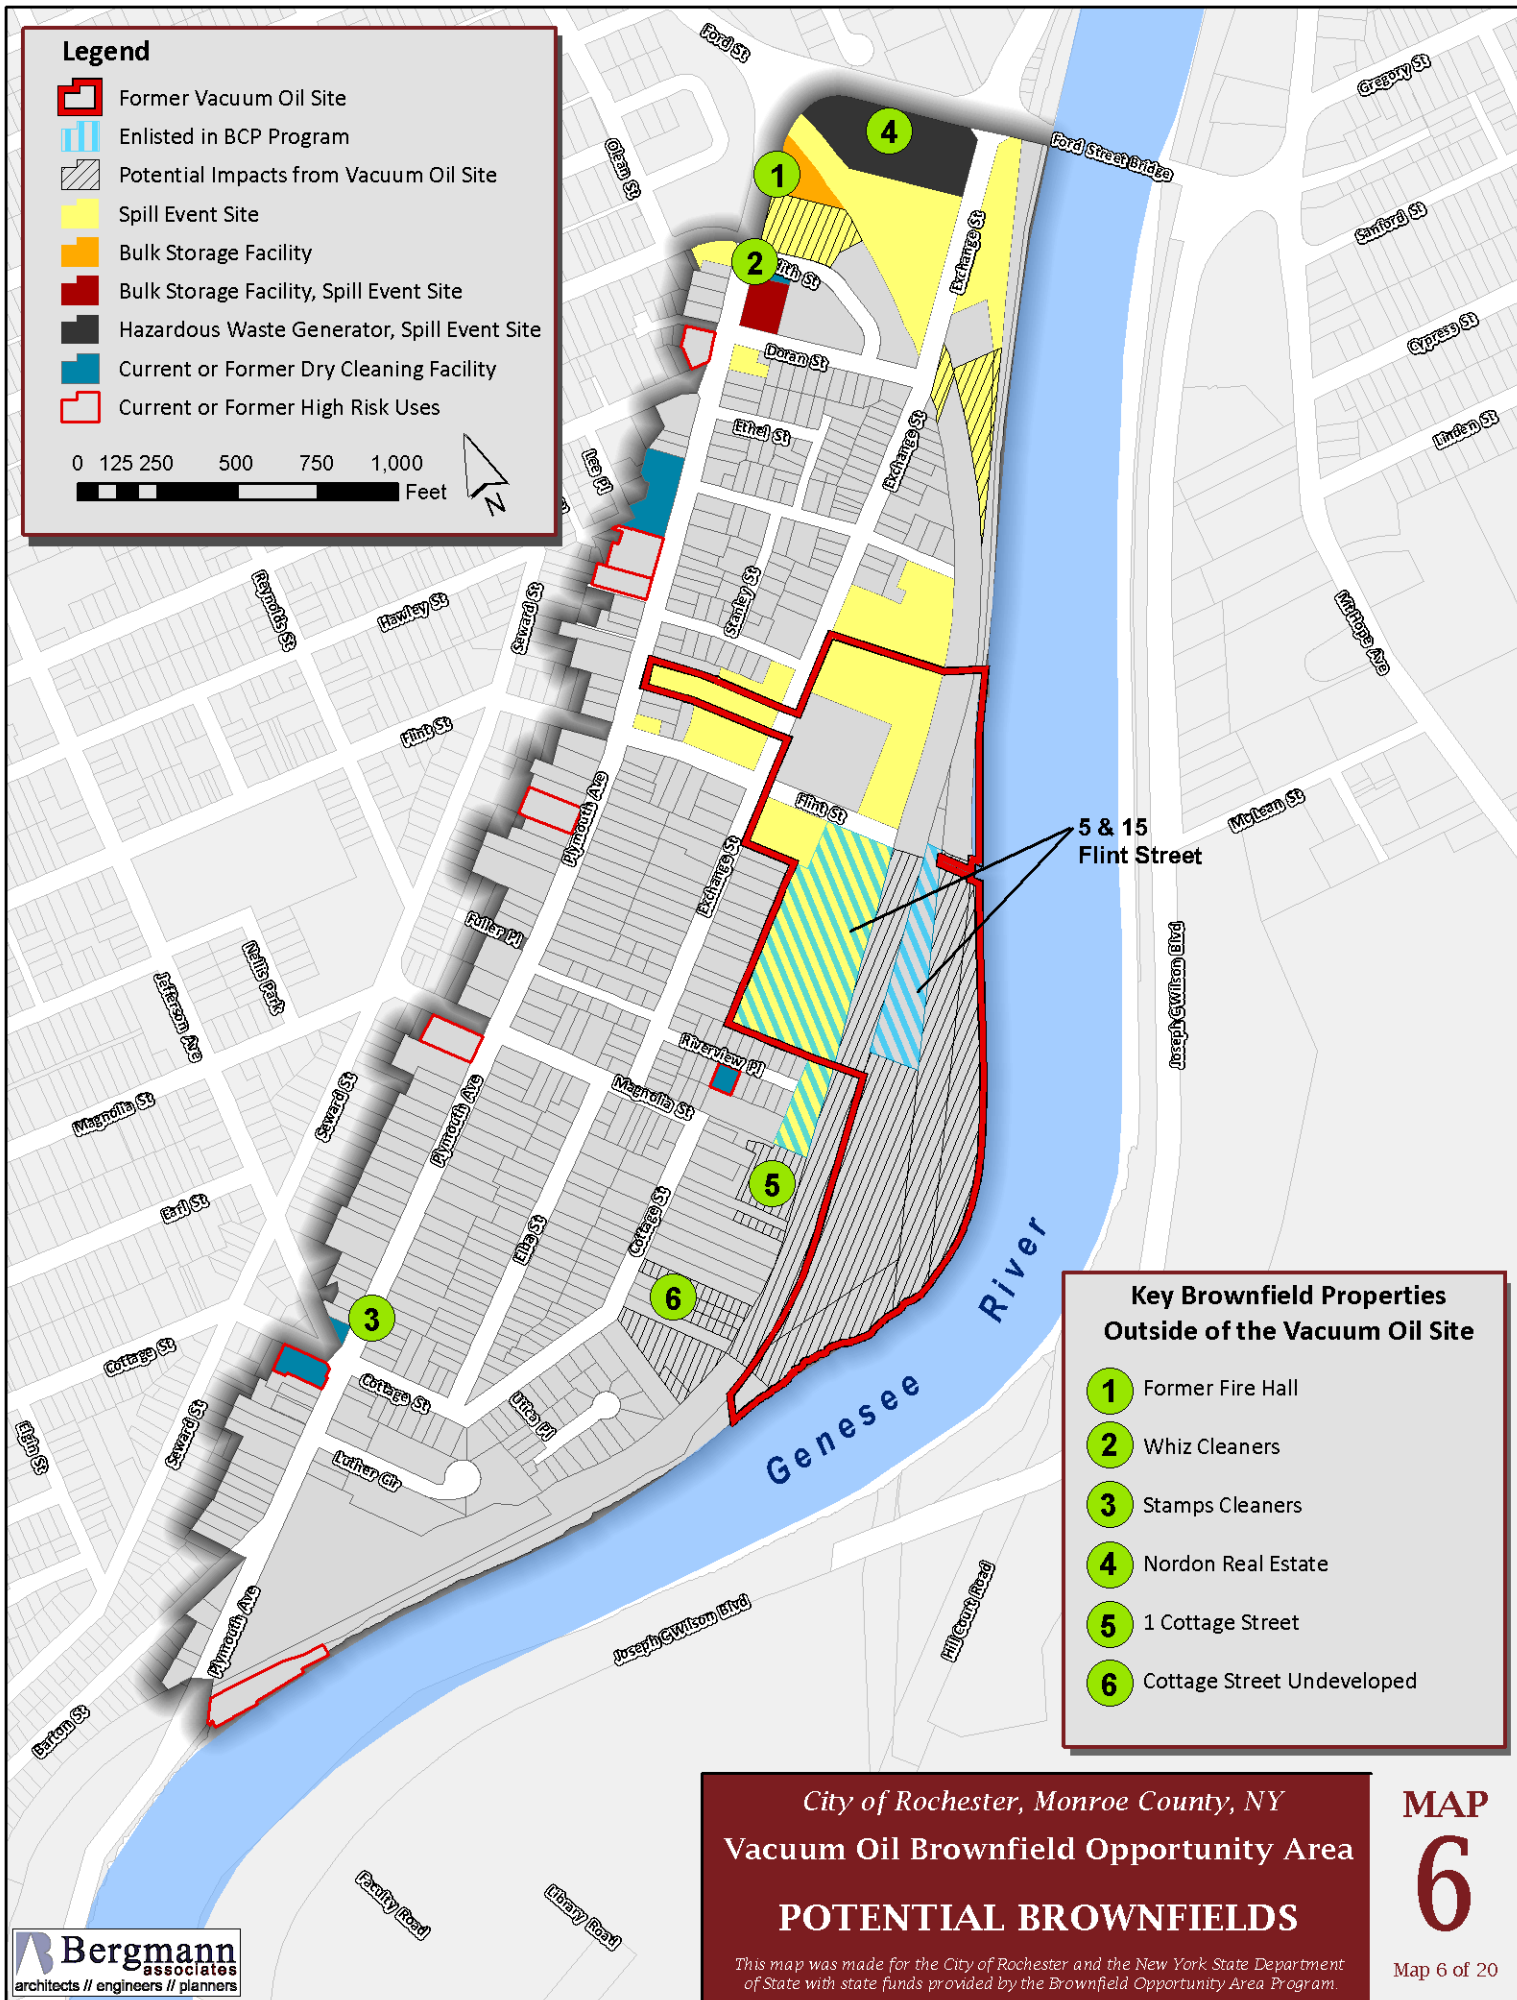 Legend
Former Vacuum Oil Site
Enlisted in BCP Program
Potential Impacts from Vacuum Oil Site
Spill Event Site
Bulk Storage Facility
Bulk Storage Facility, Spill Event Site
Hazardous Waste Generator, Spill Event Site
Current or Former Dry Cleaning Facility
Current or Former High Risk Uses
0 125 250 500 750 1,000
Feet
N
Ford St
Gregory St
Ford Street Bridge
4
Olean St
1
Sanford St
Exchange St
2
ith St
Cypress St
Doran St
Linden St
Ethel St
Exchange St
Lee Pl
Stanley St
Mt Hope Ave
Reynolds St
Hawley St
Seward St
Flint St
Plymouth Ave
Flint St
Mc Lean St
5 & 15
Flint Street
Exchange St
Fuller Pl
Nellis Park
Jefferson Ave
Joseph C Wilson Blvd
Riverview Pl
Magnolia St
Magnolia St
Seward St
Plymouth Ave
5
Earl St
Elba St
Cottage St
6
River
3
Cottage St
Cottage St
Utica Pl
Genesee
Elgin St
Seward St
Luther Cir
Plymouth Ave
Joseph C Wilson Blvd
Hill Court Road
Barton St
Faculty Road
Library Road
Key Brownfield Properties
Outside of the Vacuum Oil Site
1 Former Fire Hall
2 Whiz Cleaners
3 Stamps Cleaners
4 Nordon Real Estate
5 1 Cottage Street
6 Cottage Street Undeveloped
City of Rochester, Monroe County, NY
Vacuum Oil Brownfield Opportunity Area
POTENTIAL BROWNFIELDS
This map was made for the City of Rochester and the New York State Department
of State with state funds provided by the Brownfield Opportunity Area Program.
MAP
6
Map 6 of 20
Bergmann
associates
architects // engineers // planners